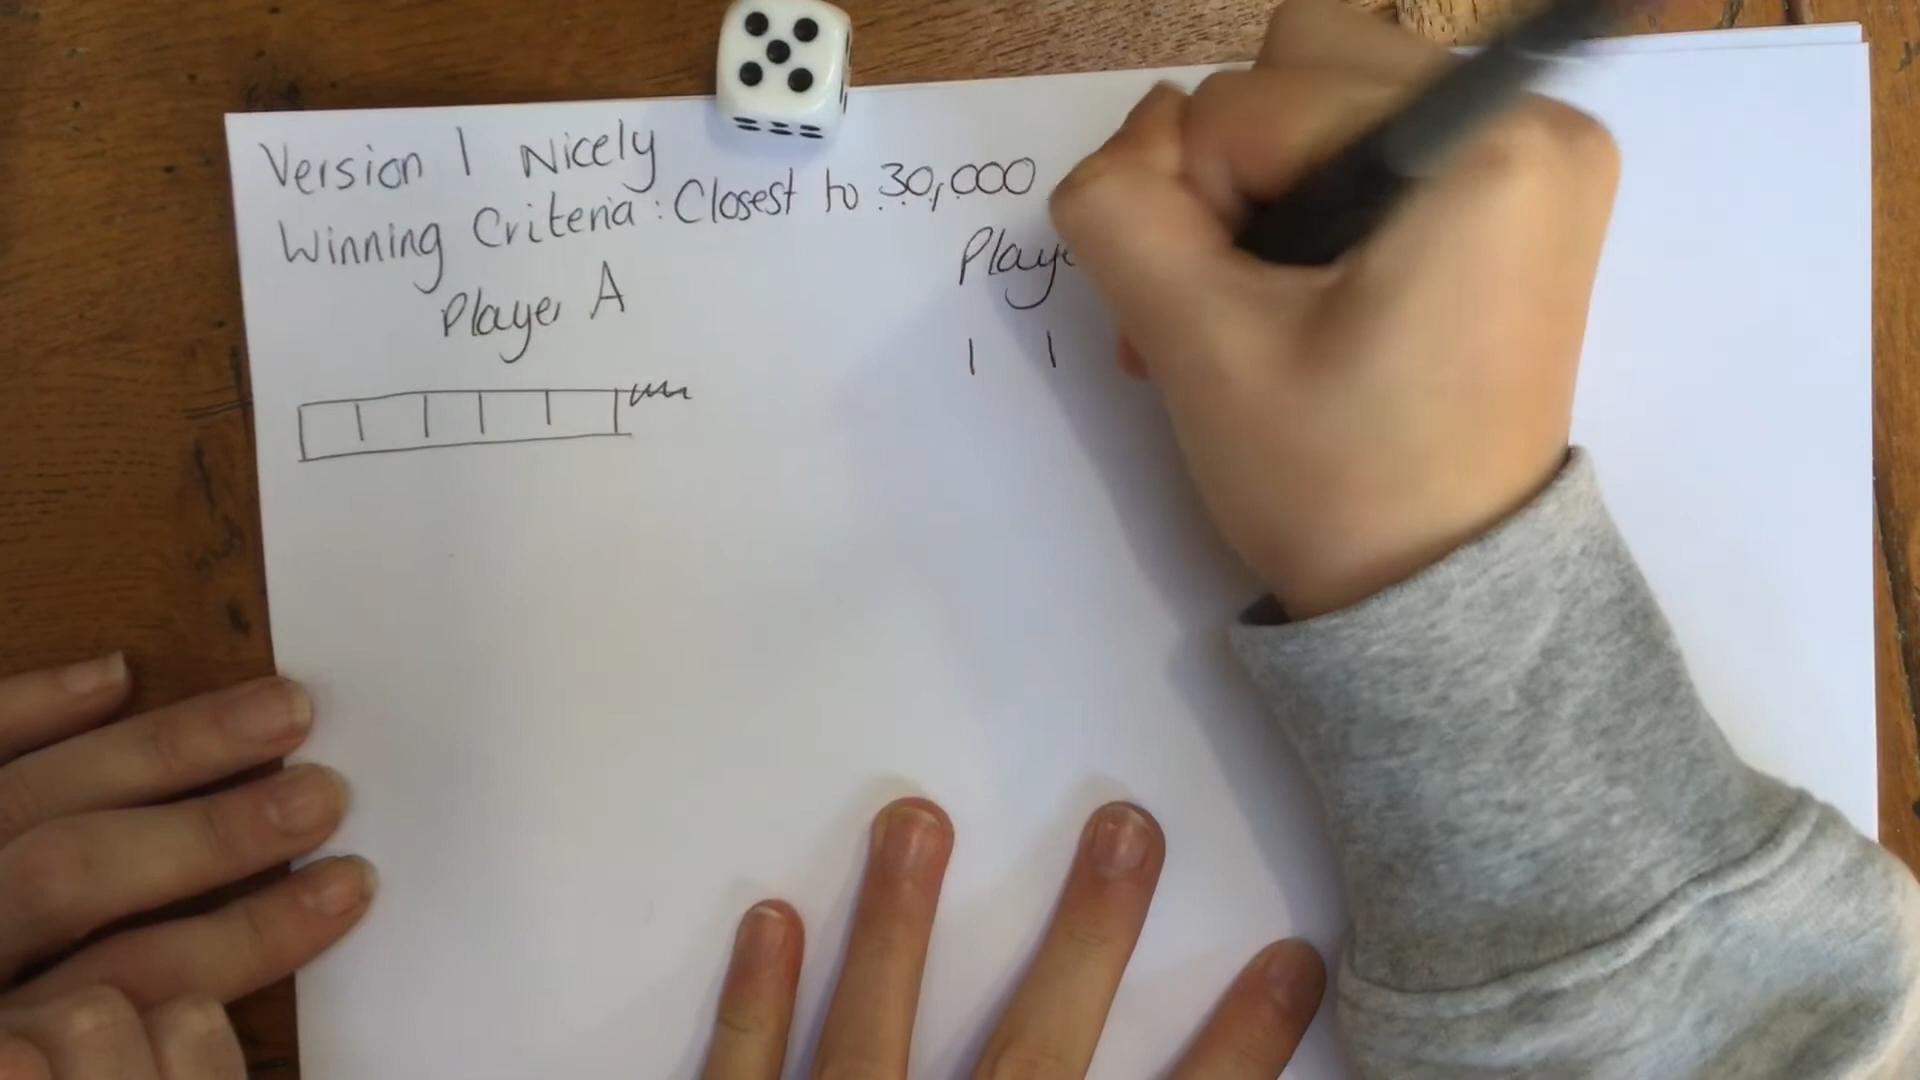 Version 1 Nicely
Winning Criteria: Closest to 30,000
Player A